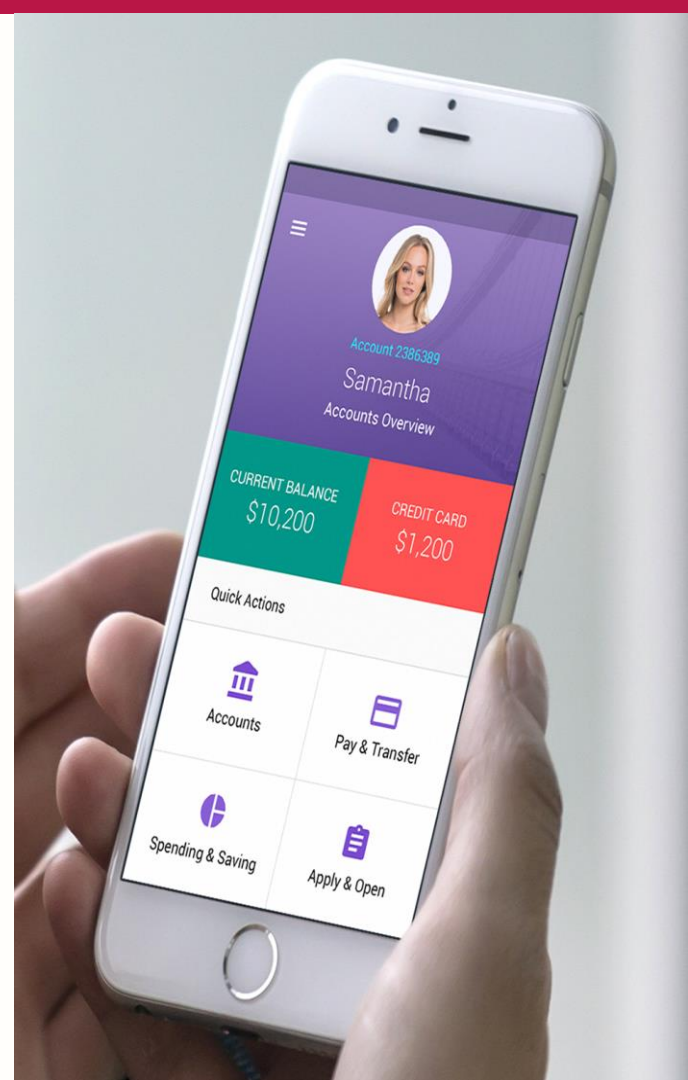 Account 2386389
Samantha
Accounts Overview
CURRENT BALANCE
$10,200
CREDIT CARD
$1,200
Quick Actions
Accounts
Pay & Transfer
Spending & Saving
Apply & Open